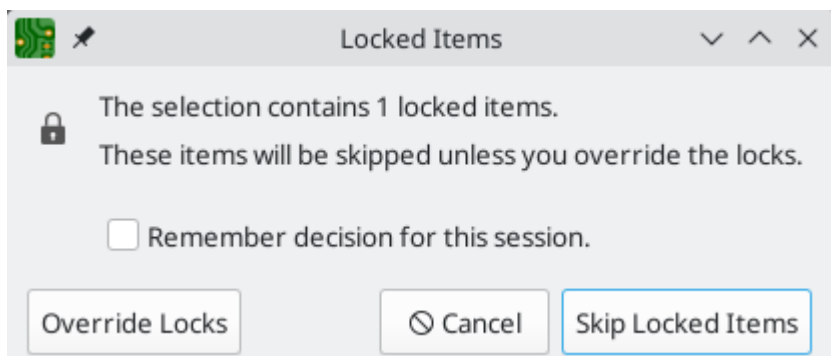 Locked Items
The selection contains 1 locked items.
These items will be skipped unless you override the locks.
Remember decision for this session.
Override Locks
Cancel
Skip Locked Items